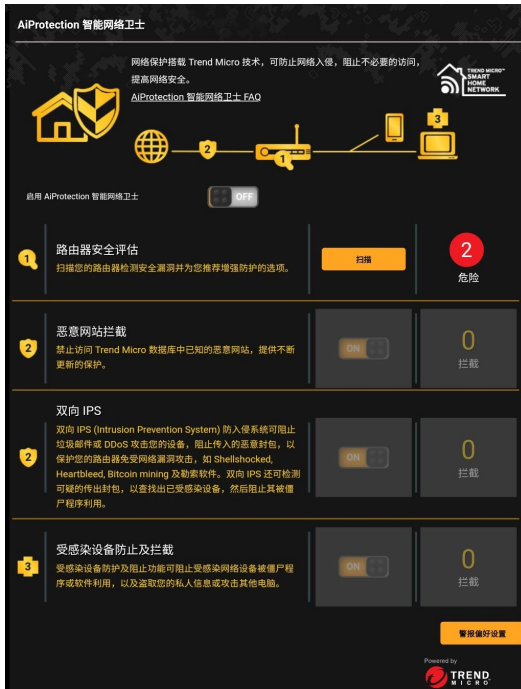 AiProtection 智能网络卫士
网络保护搭载 Trend Micro 技术，可防止网络入侵，阻止不必要的访问，
提高网络安全。
AiProtection 智能网络卫士 FAQ
TREND MICRO™
SMART
HOME
NETWORK
3
2
1
启用 AiProtection 智能网络卫士
OFF
1
路由器安全评估
扫描您的路由器检测安全漏洞并为您推荐增强防护的选项。
扫描
2
危险
2
恶意网站拦截
禁止访问 Trend Micro 数据库中已知的恶意网站，提供不断
更新的保护。
ON
0
拦截
2
双向 IPS
双向 IPS (Intrusion Prevention System) 防入侵系统可阻止
垃圾邮件或 DDoS 攻击您的设备，阻止传入的恶意封包，以
保护您的路由器免受网络漏洞攻击，如 Shellshocked,
Heartbleed, Bitcoin mining 及勒索软件。双向 IPS 还可检测
可疑的传出封包，以查找出已受感染设备，然后阻止其被僵
尸程序利用。
ON
0
拦截
3
受感染设备防止及拦截
受感染设备防护及阻止功能可阻止受感染网络设备被僵尸程
序或软件利用，以及盗取您的私人信息或攻击其他电脑。
ON
0
拦截
警报偏好设置
Powered by
TREND
MICRO